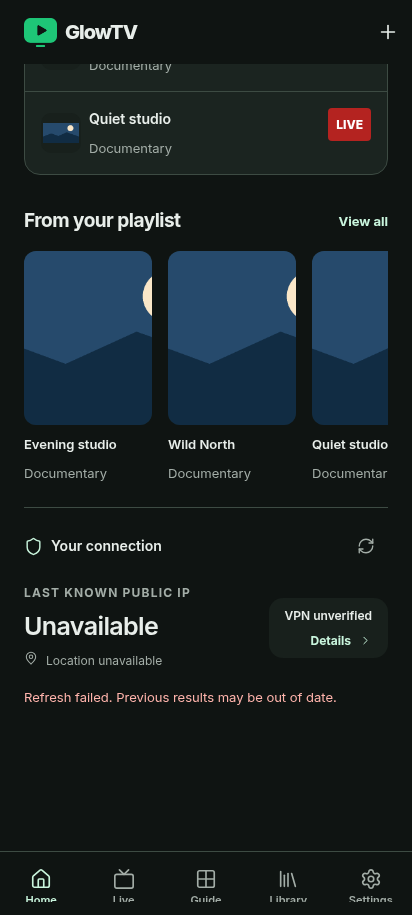 GlowTV
Documentary
Quiet studio
LIVE
Documentary
From your playlist
View all
Evening studio
Wild North
Quiet studio
Documentary
Documentary
Documentar
Your connection
LAST KNOWN PUBLIC IP
VPN unverified
Unavailable
Details
Location unavailable
Refresh failed. Previous results may be out of date.
Home
Live
Guide
Library
Settings